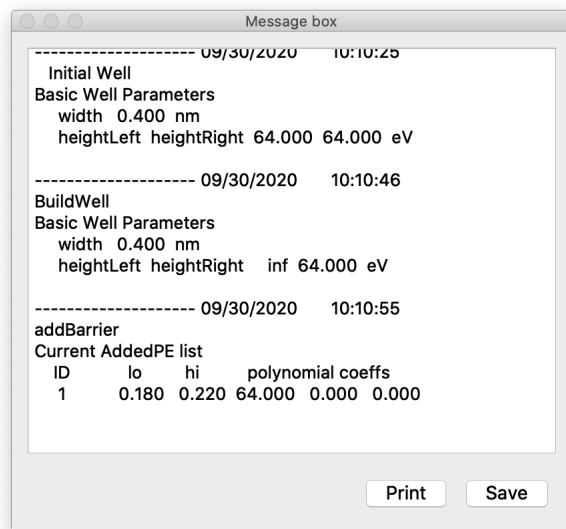 Message box
-------------------- 09/30/2020 10:10:25
Initial Well
Basic Well Parameters
width 0.400 nm
heightLeft heightRight 64.000 64.000 eV
-------------------- 09/30/2020 10:10:46
BuildWell
Basic Well Parameters
width 0.400 nm
heightLeft heightRight inf 64.000 eV
-------------------- 09/30/2020 10:10:55
addBarrier
Current AddedPE list
ID lo hi polynomial coeffs
1 0.180 0.220 64.000 0.000 0.000
Print Save